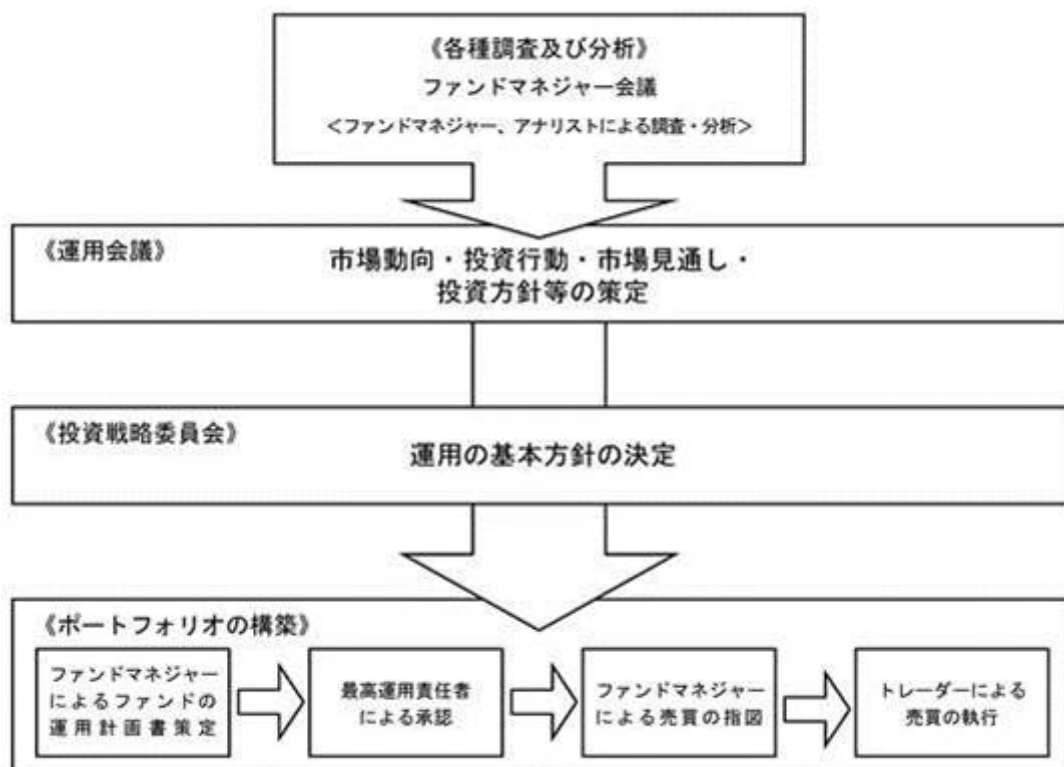 《各種調査及び分析》
ファンドマネジャー会議
<ファンドマネジャー、アナリストによる調査・分析>
《運用会議》
市場動向・投資行動・市場見通し・
投資方針等の策定
《投資戦略委員会》
運用の基本方針の決定
《ポートフォリオの構築》
ファンドマネジャー
によるファンドの
運用計画書策定
最高運用責任者
による承認
ファンドマネジャー
による売買の指図
トレーダーによる
売買の執行